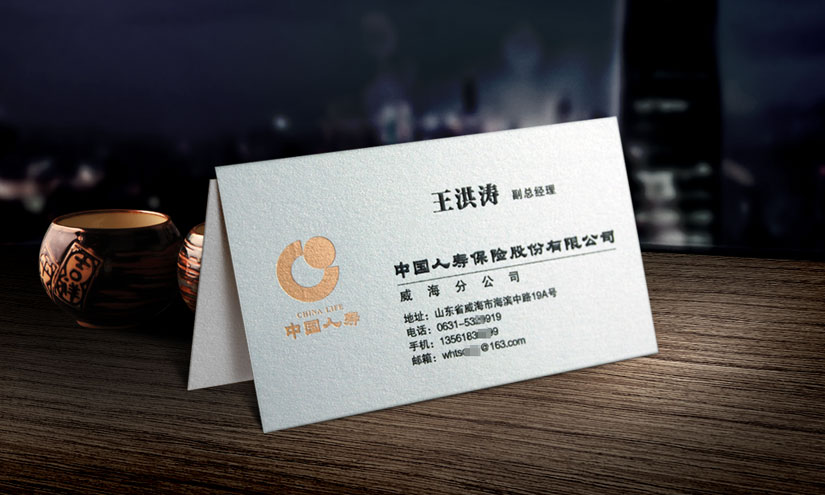 王洪涛 副总经理
CHINA LIFE
中国人寿
中国人寿保险股份有限公司
威海分公司
地址：山东省威海市海滨中路19A号
电话：0631-53 9919
手机：1356183 99
邮箱：whts @163.com